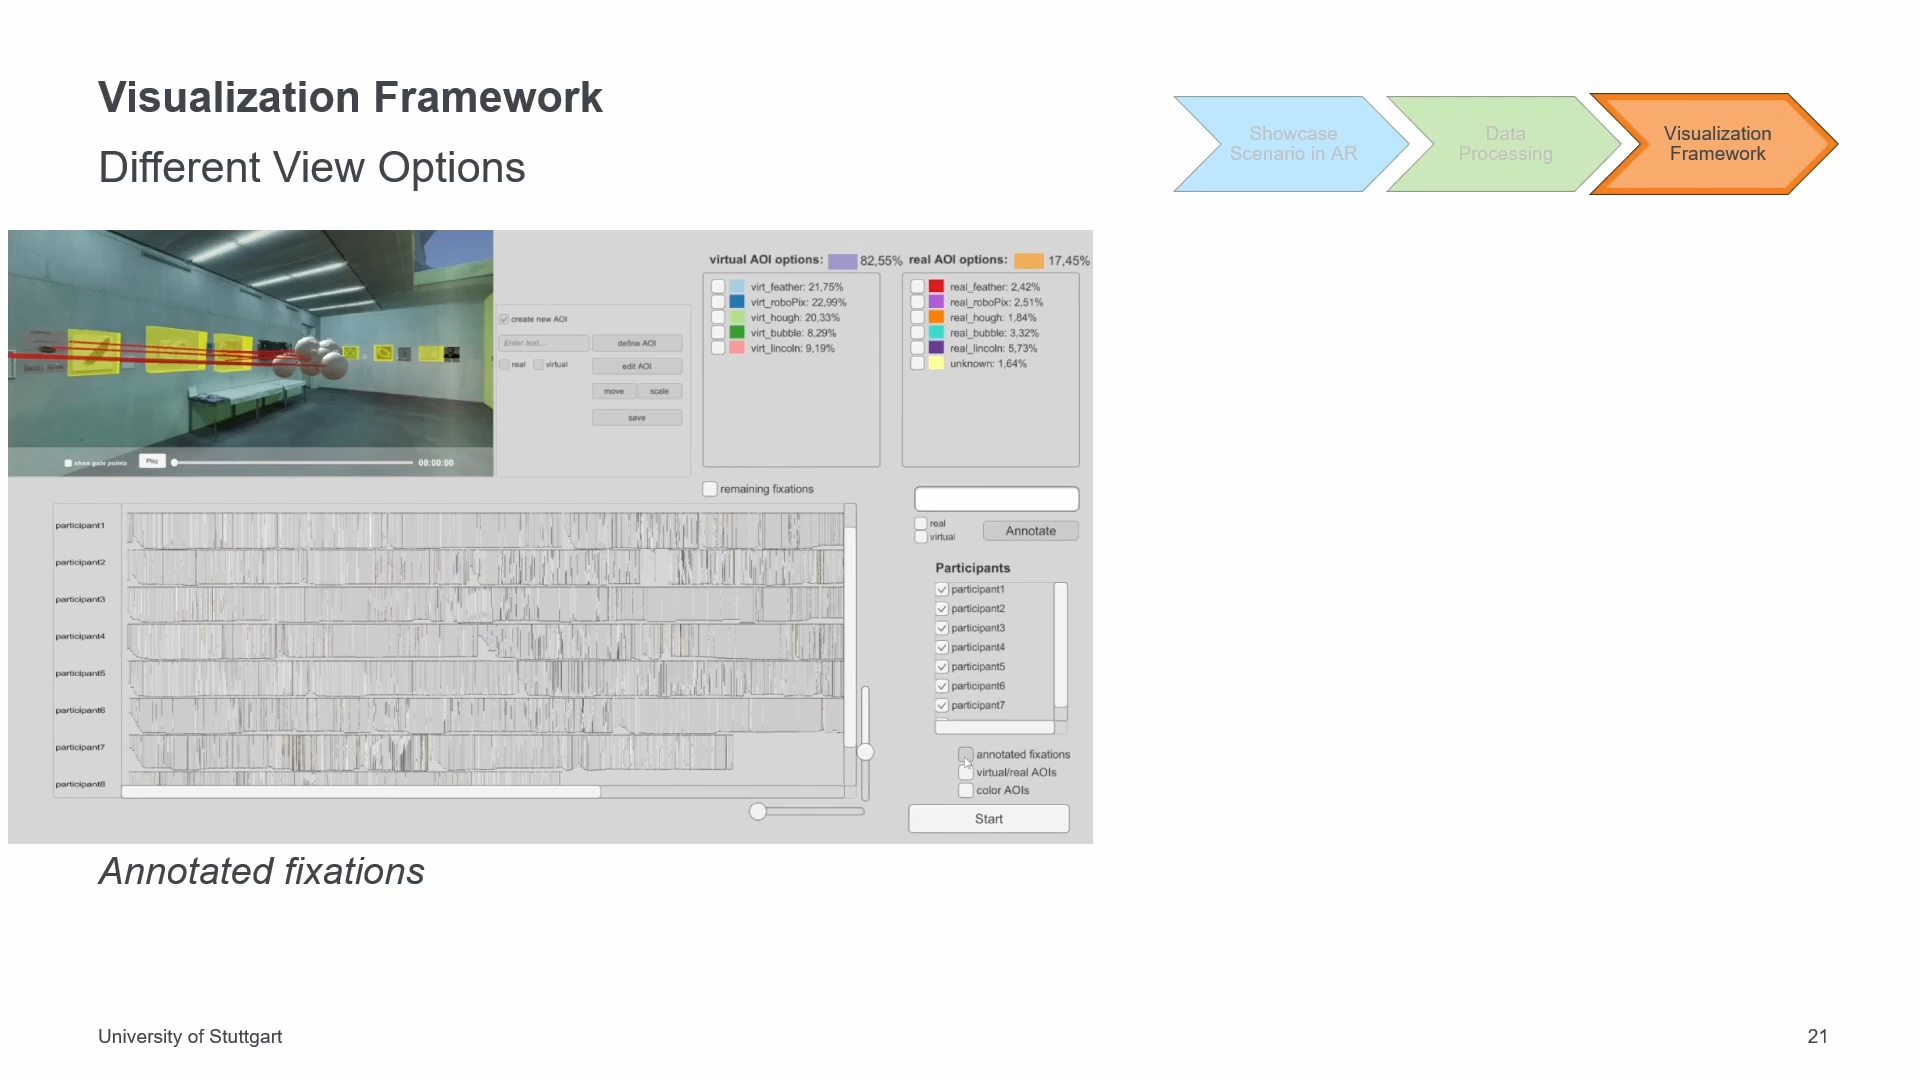 Visualization Framework
Different View Options
Showcase
Scenario in AR
Data
Processing
Visualization
Framework
show gaze points
Play
00:00:00
create new AOI
Enter text...
define AOI
real
virtual
edit AOI
move
scale
save
virtual AOI options: 82,55%
virt_feather: 21,75%
virt_roboPix: 22,99%
virt_hough: 20,33%
virt_bubble: 8,29%
virt_lincoln: 9,19%
real AOI options: 17,45%
real_feather: 2,42%
real_roboPix: 2,51%
real_hough: 1,84%
real_bubble: 3,32%
real_lincoln: 5,73%
unknown: 1,64%
remaining fixations
real
virtual
Annotate
participant1
participant2
participant3
participant4
participant5
participant6
participant7
participant8
Participants
participant1
participant2
participant3
participant4
participant5
participant6
participant7
annotated fixations
virtual/real AOIs
color AOIs
Start
Annotated fixations
University of Stuttgart
21